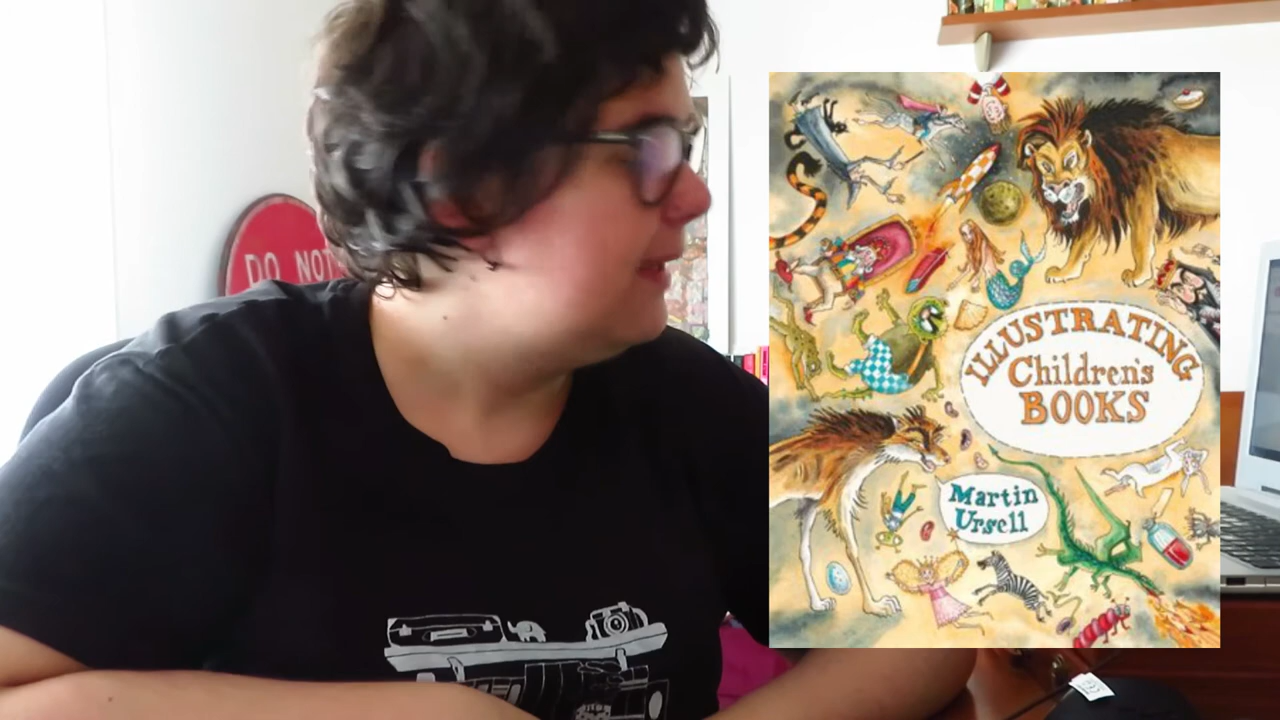 DO NOT
ILLUSTRATING
Children's
BOOKS
Martin
Ursell